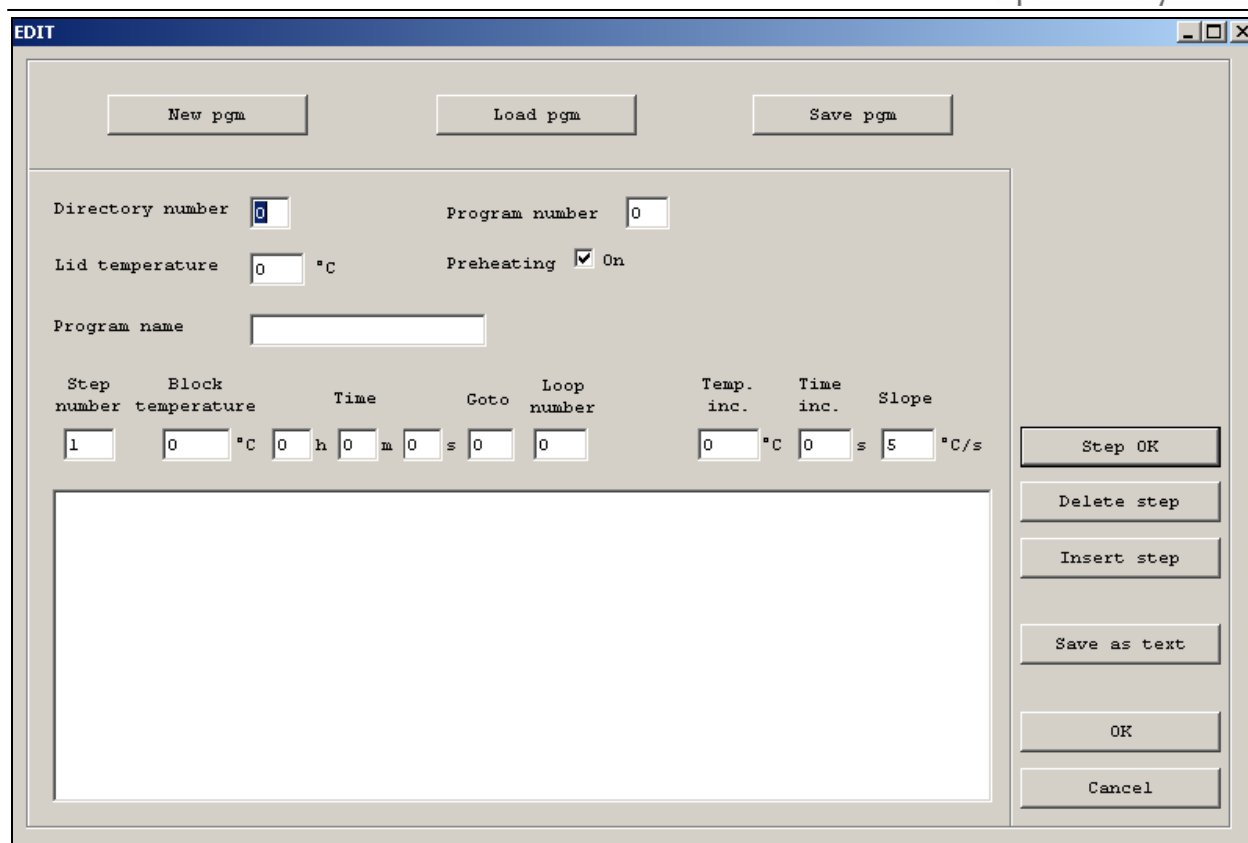 EDIT
New pgm Load pgm Save pgm
Directory number 0 Program number 0
Lid temperature 0 °C Preheating On
Program name
Step number Block temperature Time Goto Loop number Temp. inc. Time inc. Slope
1 0 °C 0 h 0 m 0 s 0 0 0 °C 0 s 5 °C/s
Step OK
Delete step
Insert step
Save as text
OK
Cancel